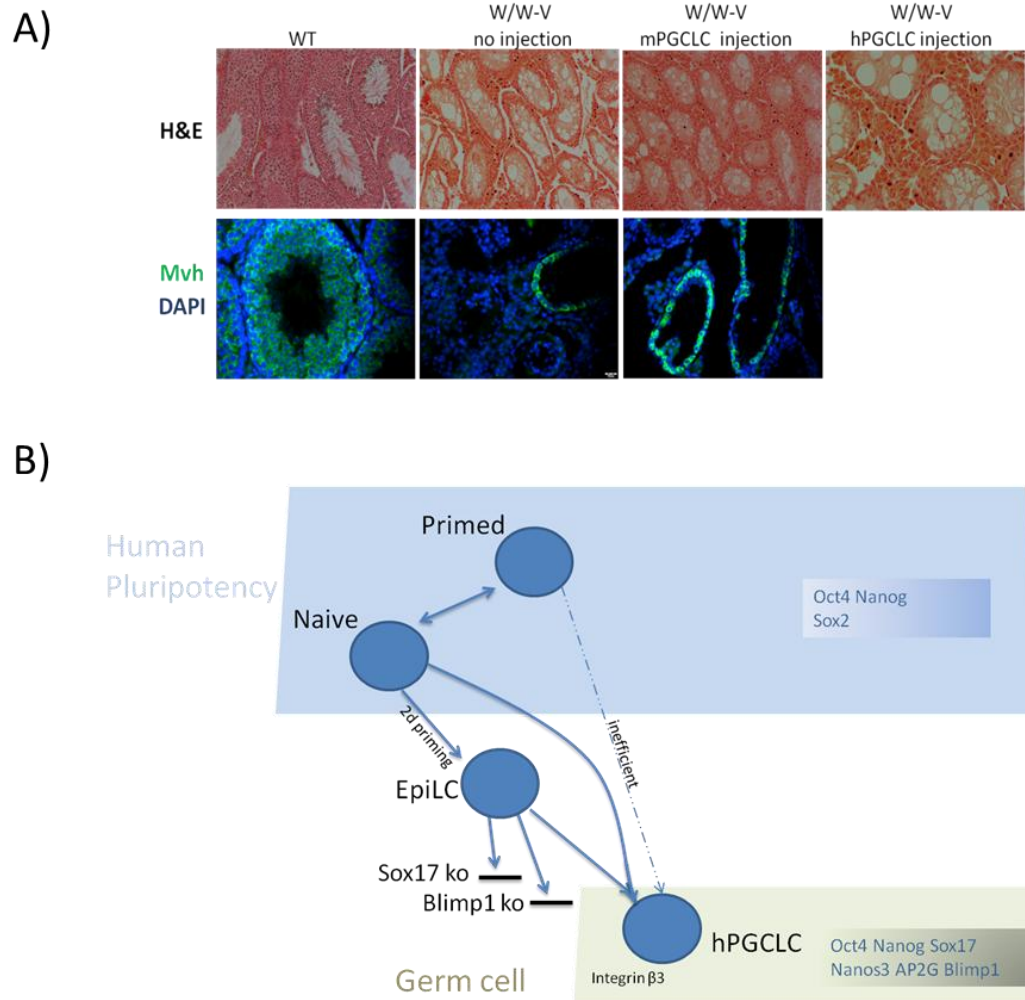 A)
WT
W/W-V
no injection
W/W-V
mPGCLC injection
W/W-V
hPGCLC injection
H&E
Mvh
DAPI
B)
Human
Pluripotency
Primed
Naive
Oct4 Nanog
Sox2
2d priming
inefficient
EpiLC
Sox17 ko
Blimp1 ko
hPGCLC
Integrin β3
Germ cell
Oct4 Nanog Sox17
Nanos3 AP2G Blimp1